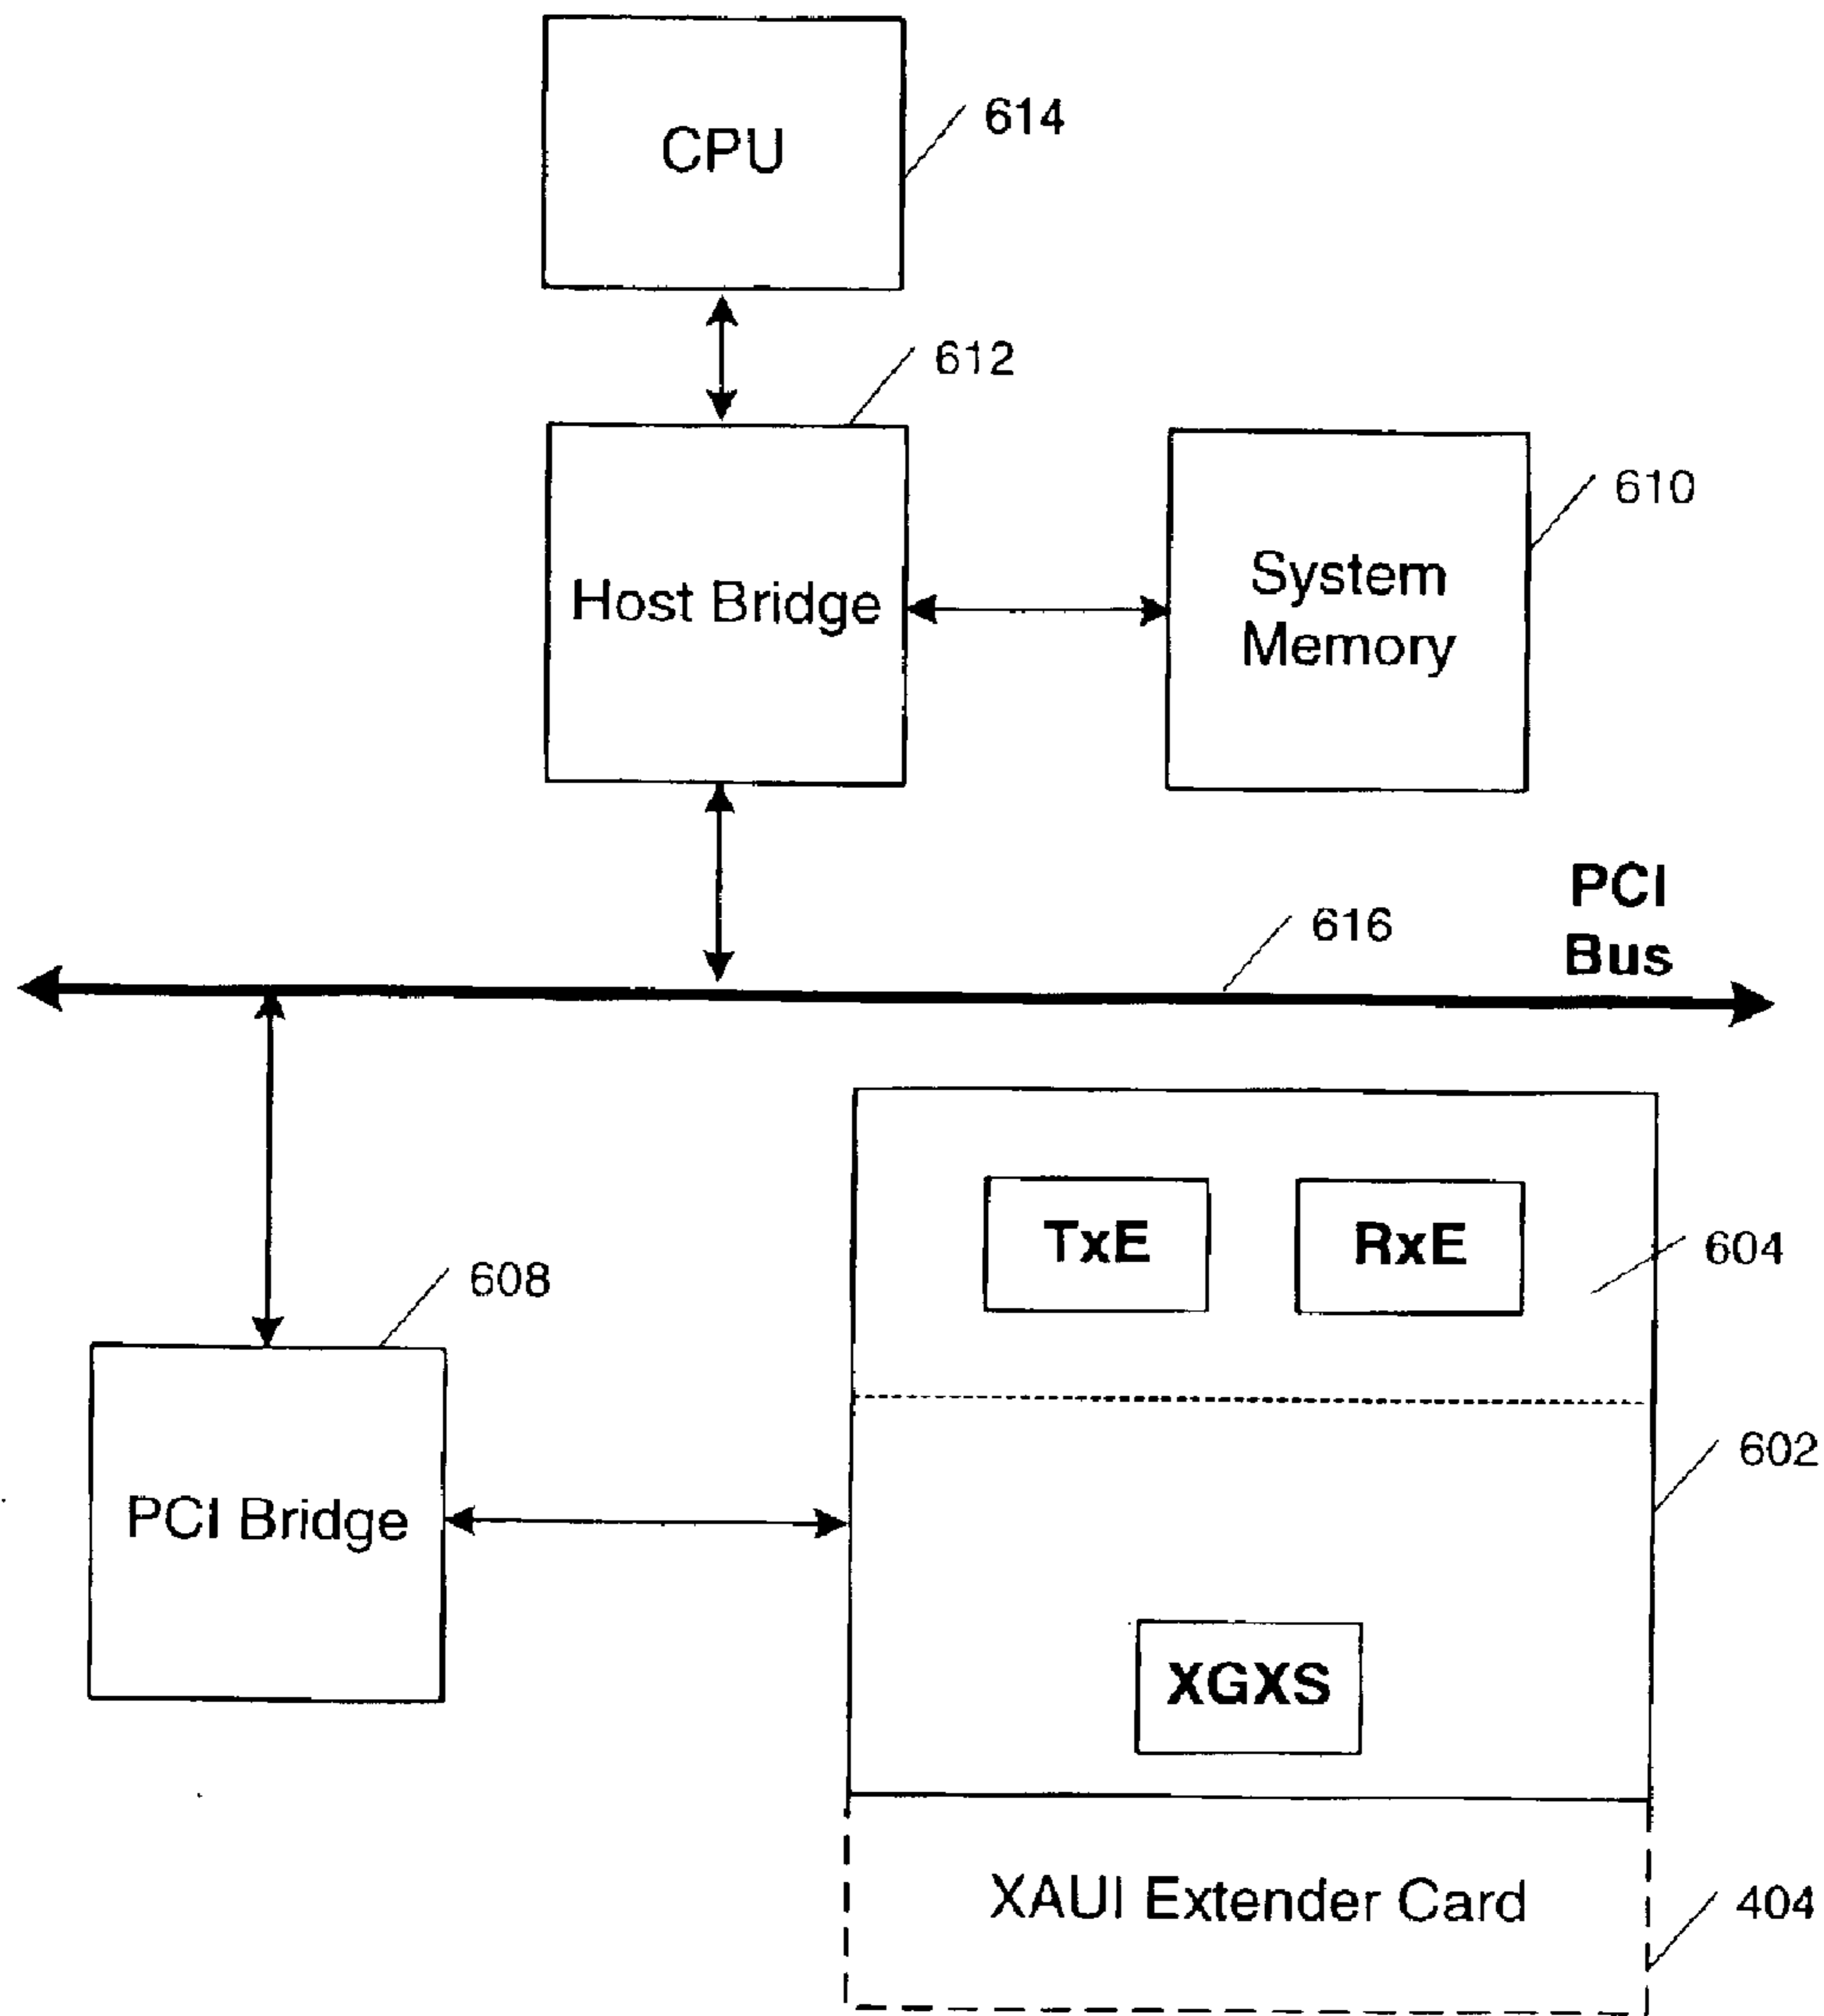 CPU
614
612
Host Bridge
System
Memory
610
PCI
Bus
616
TxE
RxE
604
608
PCI Bridge
602
XGXS
XAUI Extender Card
404